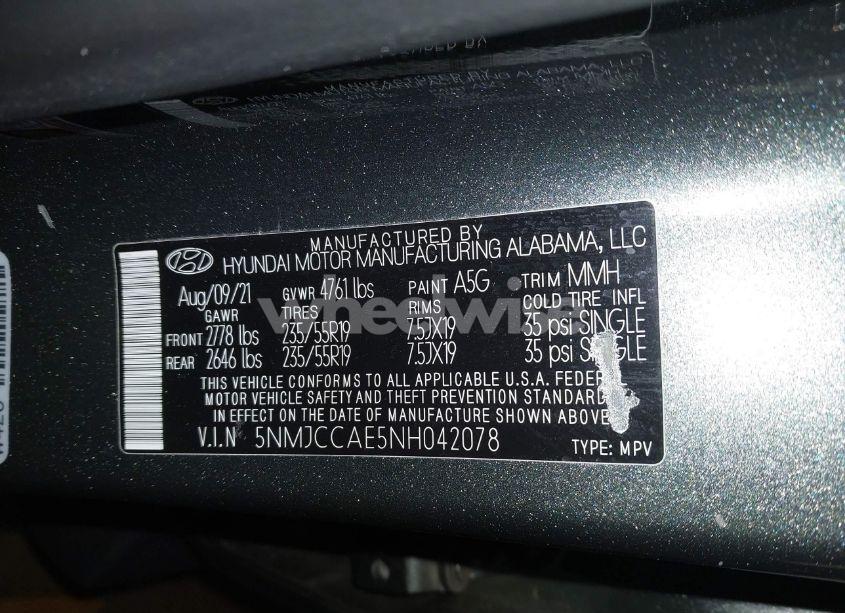 MANUFACTURED BY
HYUNDAI MOTOR MANUFACTURING ALABAMA, LLC
Aug/09/21 GVWR 4761 lbs PAINT A5G TRIM MMH
GAWR TIRES RIMS COLD TIRE INFL
FRONT 2778 lbs 235/55R19 7.5JX19 35 psi SINGLE
REAR 2646 lbs 235/55R19 7.5JX19 35 psi
THIS VEHICLE CONFORMS TO ALL APPLICABLE U.S.A. FEDER
MOTOR VEHICLE SAFETY AND THEFT PREVENTION STANDARD
IN EFFECT ON THE DATE OF MANUFACTURE SHOWN ABOVE
V.I.N 5NMJCCAE5NH042078 TYPE: MPV